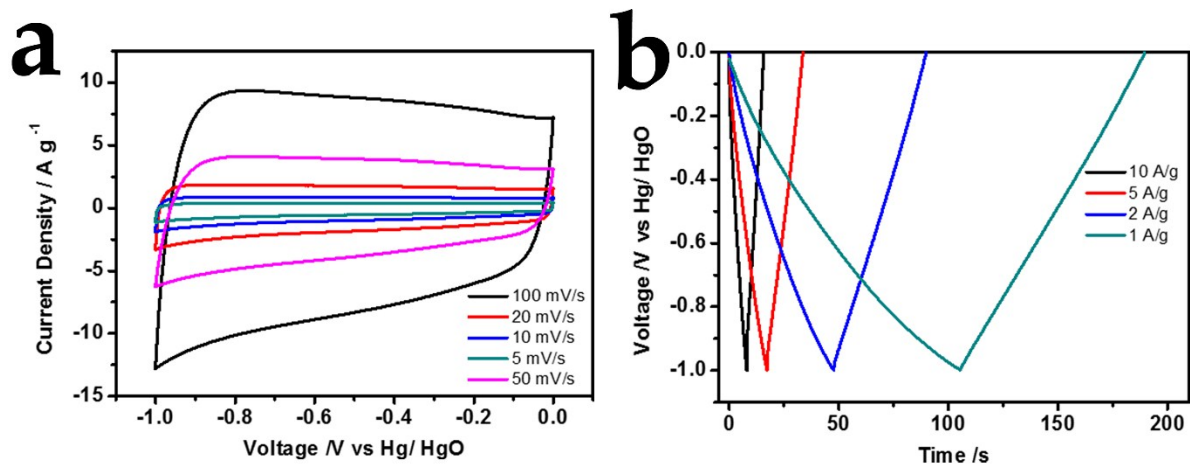 a
Current Density / A g⁻¹
10
5
0
-5
-10
-15
-1.0
-0.8
-0.6
-0.4
-0.2
0.0
Voltage /V vs Hg/ HgO
100 mV/s
20 mV/s
10 mV/s
5 mV/s
50 mV/s
b
Voltage /V vs Hg/ HgO
0.0
-0.2
-0.4
-0.6
-0.8
-1.0
0
50
100
150
200
Time /s
10 A/g
5 A/g
2 A/g
1 A/g